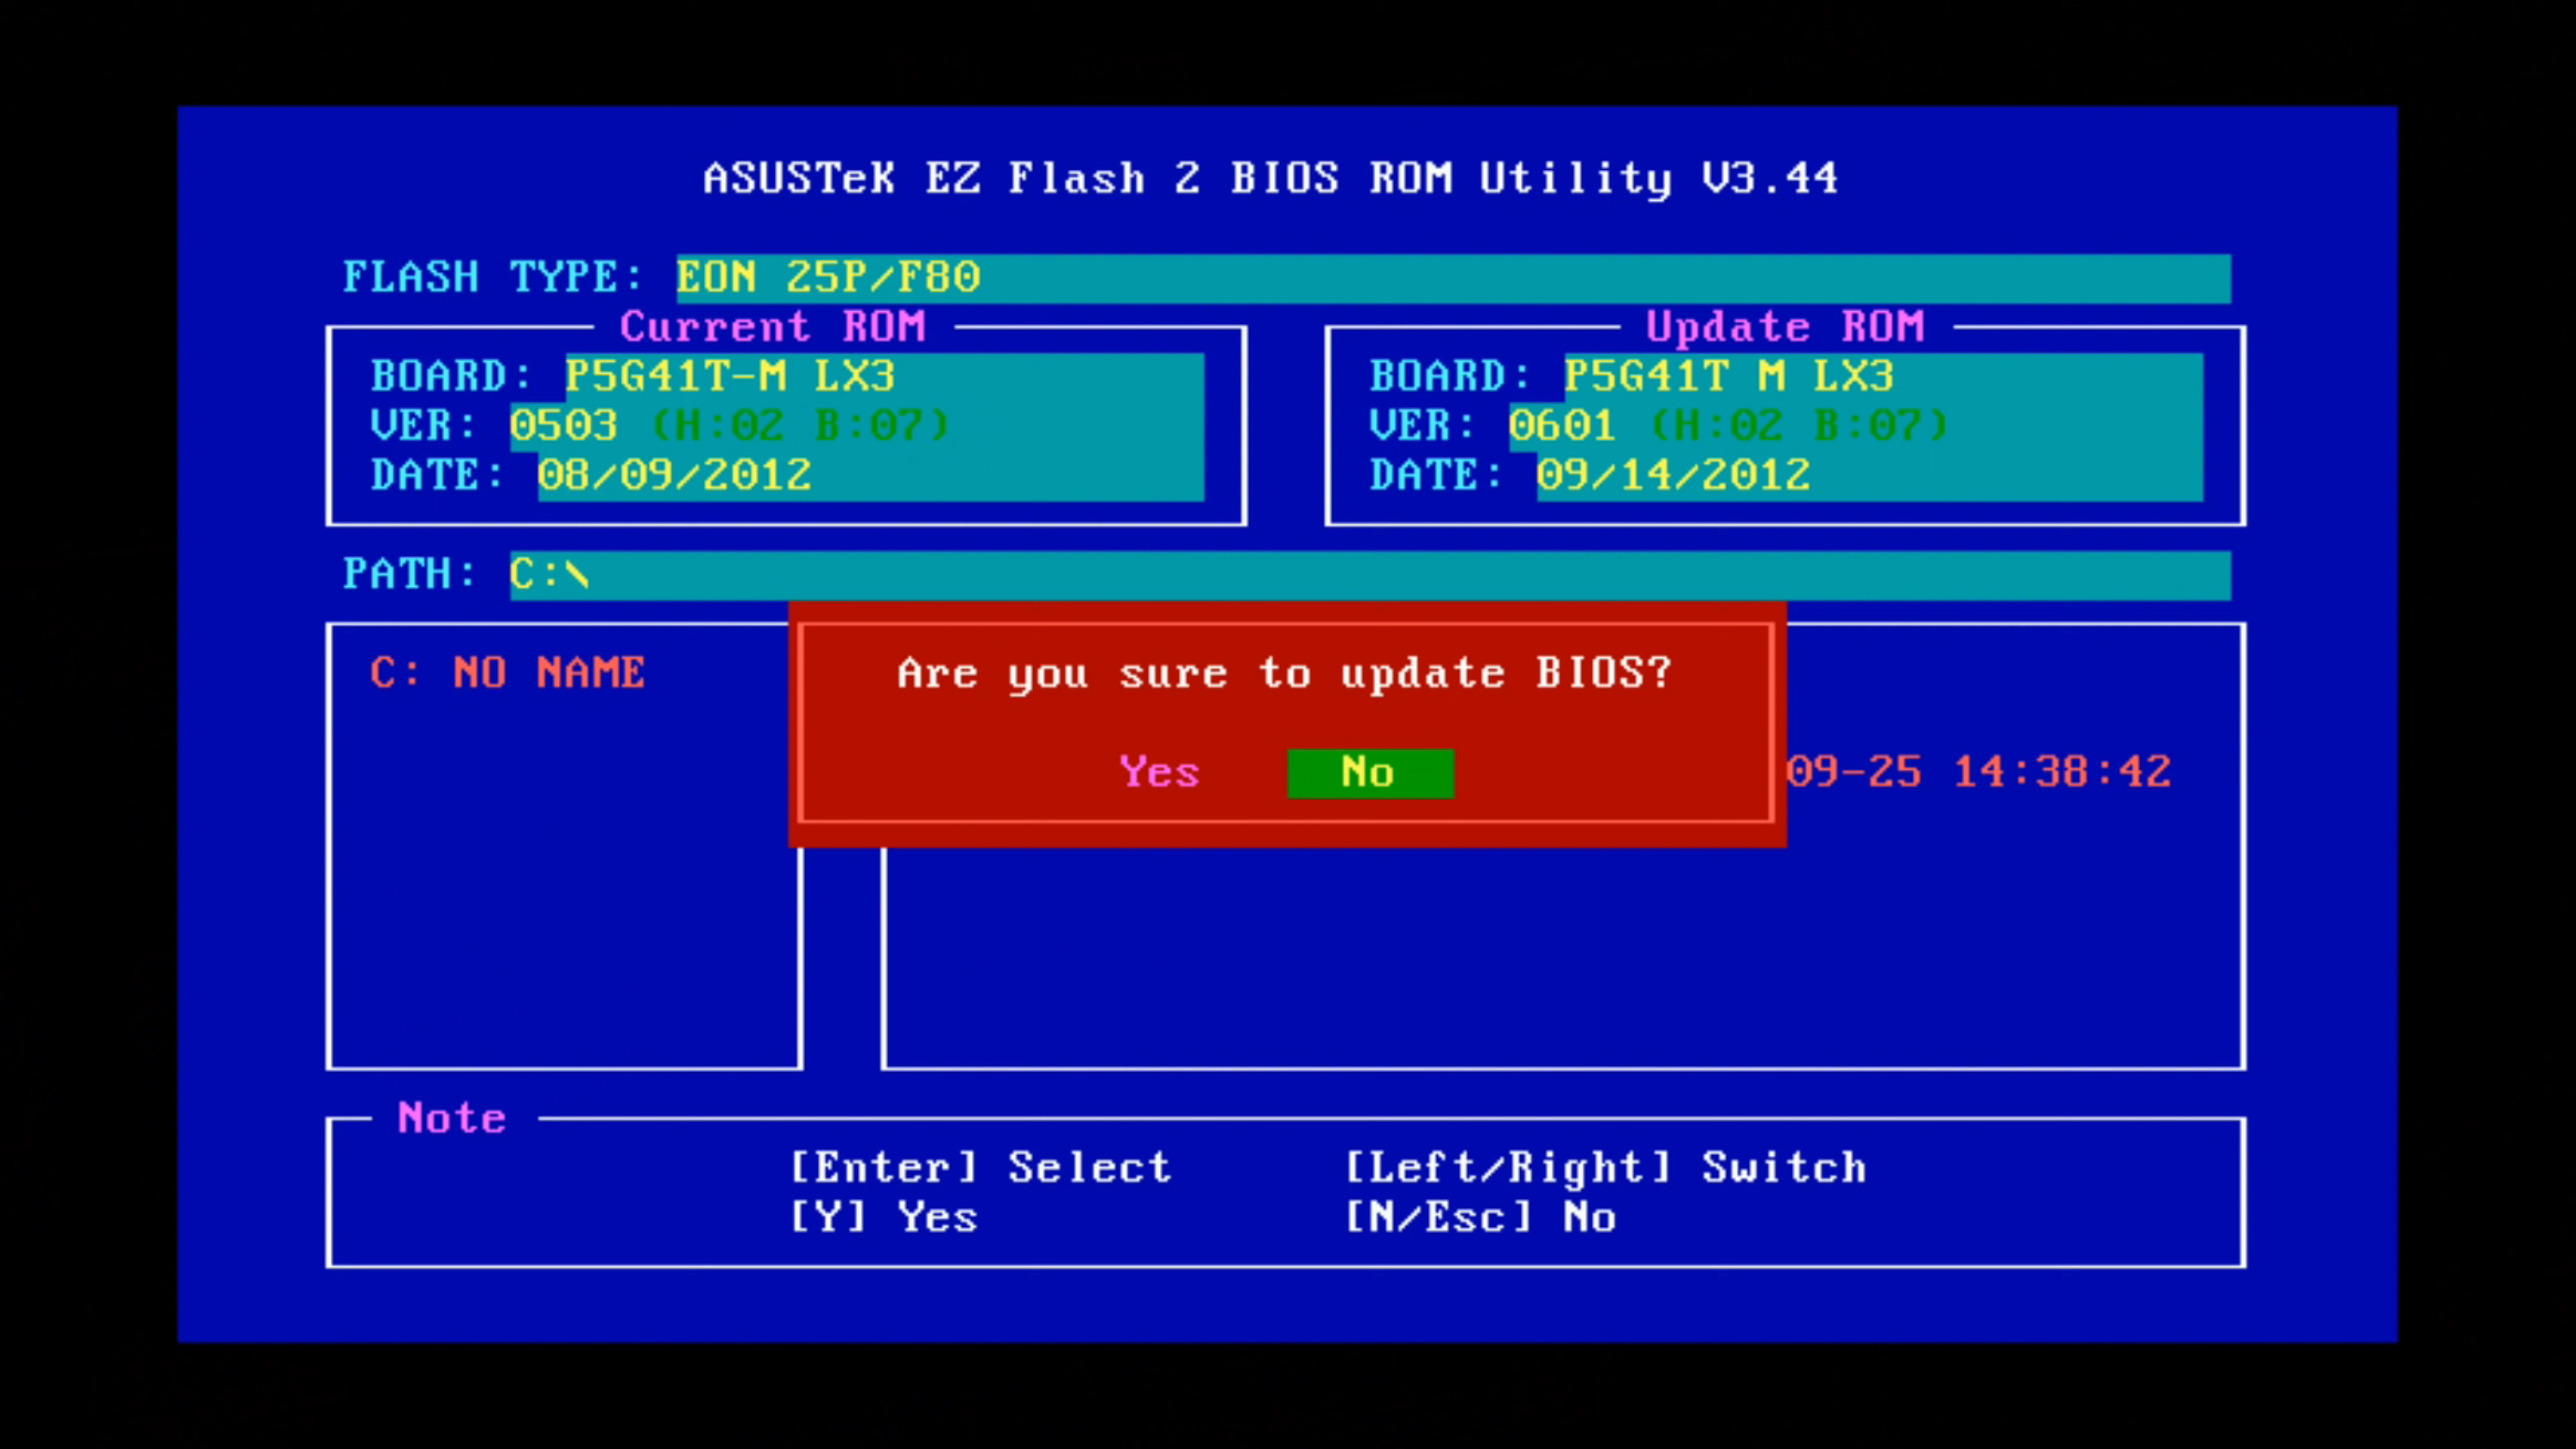 ASUSTeK EZ Flash 2 BIOS ROM Utility V3.44
FLASH TYPE: EON 25P/F80
Current ROM
BOARD: P5G41T-M LX3
VER: 0503 (H:02 B:07)
DATE: 08/09/2012
Update ROM
BOARD: P5G41T M LX3
VER: 0601 (H:02 B:07)
DATE: 09/14/2012
PATH: C:\
C: NO NAME
Are you sure to update BIOS?
Yes No
09-25 14:38:42
Note
[Enter] Select [Left/Right] Switch
[Y] Yes [N/Esc] No